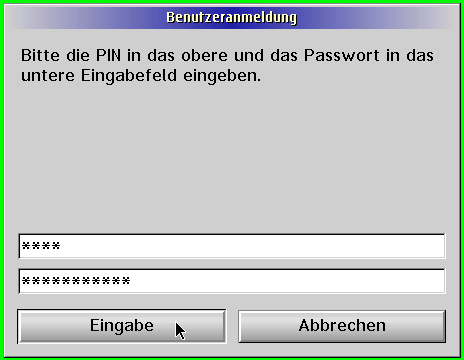 Benutzeranmeldung
Bitte die PIN in das obere und das Passwort in das
untere Eingabefeld eingeben.
****
***********
Eingabe
Abbrechen